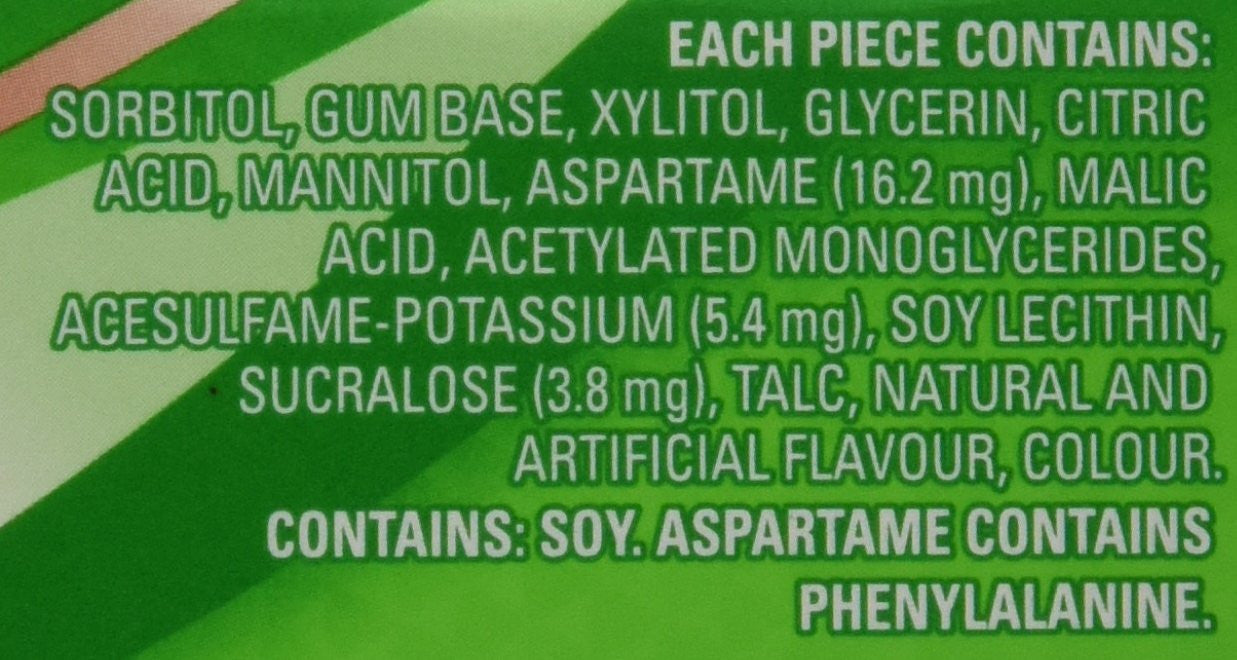 EACH PIECE CONTAINS:
SORBITOL, GUM BASE, XYLITOL, GLYCERIN, CITRIC
ACID, MANNITOL, ASPARTAME (16.2 mg), MALIC
ACID, ACETYLATED MONOGLYCERIDES,
ACESULFAME-POTASSIUM (5.4 mg), SOY LECITHIN,
SUCRALOSE (3.8 mg), TALC, NATURAL AND
ARTIFICIAL FLAVOUR, COLOUR.
CONTAINS: SOY. ASPARTAME CONTAINS
PHENYLALANINE.